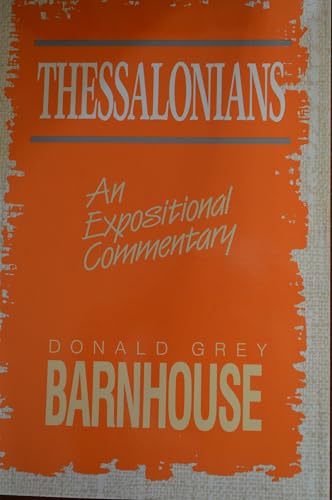 THESSALONIANS
An
Expositional
Commentary
DONALD GREY
BARNHOUSE